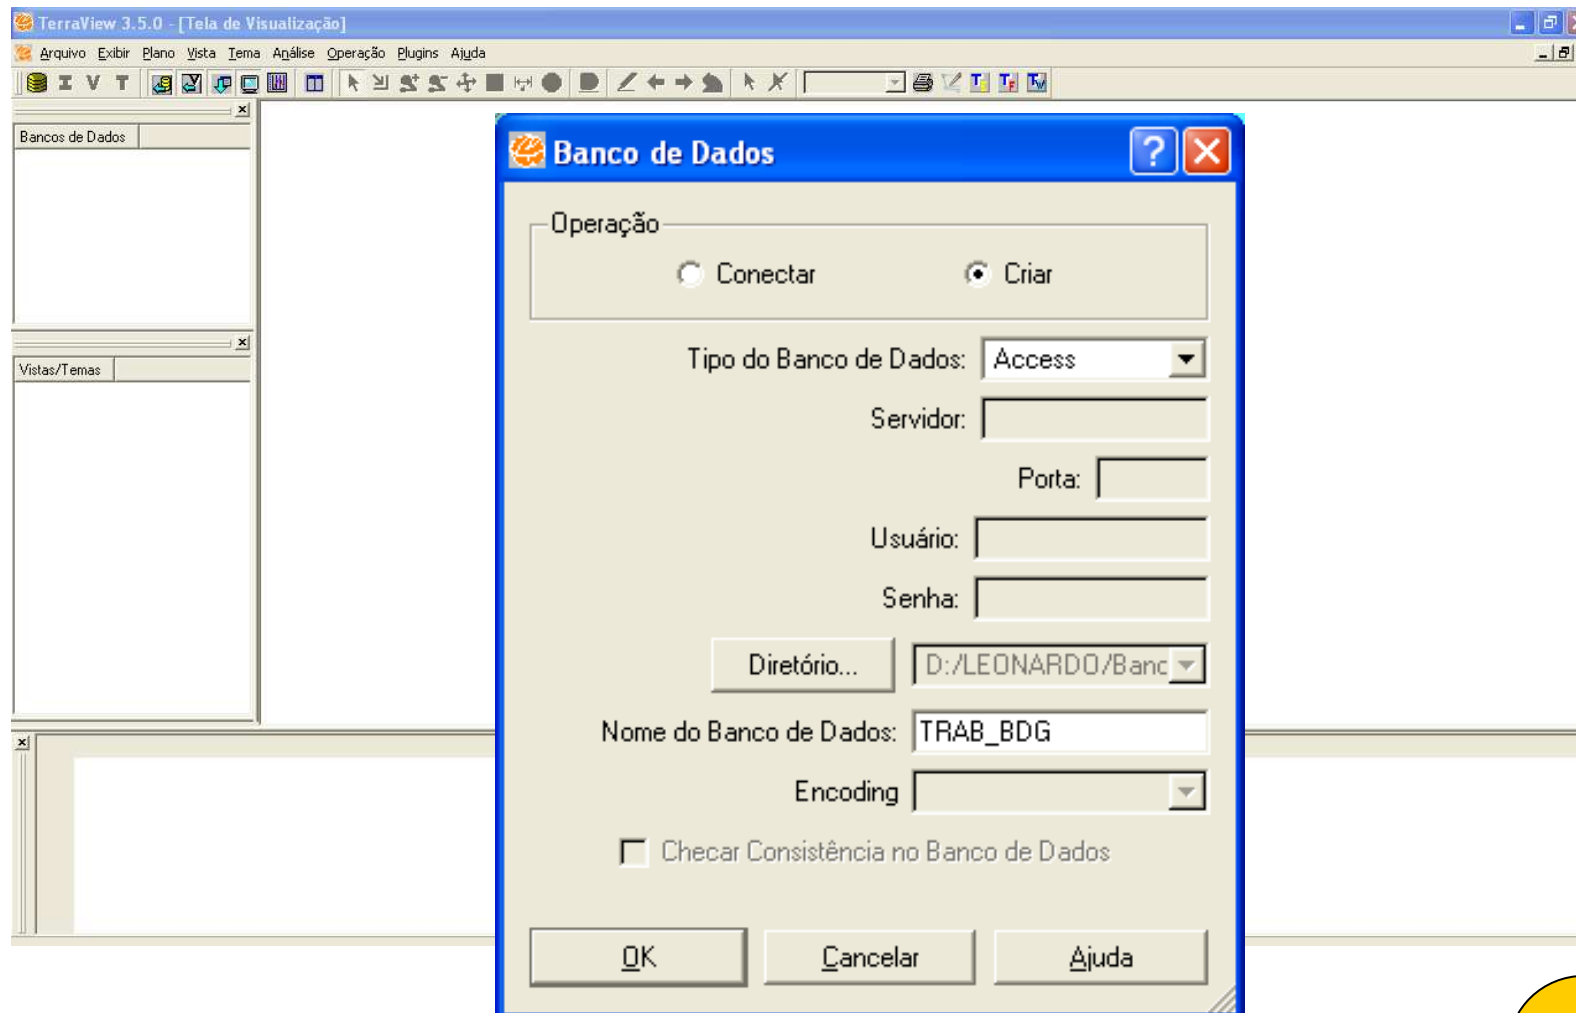 TerraView 3.5.0 - [Tela de Visualização]
Arquivo Exibir Plano Vista Tema Análise Operação Plugins Ajuda
I V T
Bancos de Dados
Vistas/Temas
Banco de Dados
Operação
Conectar Criar
Tipo do Banco de Dados: Access
Servidor:
Porta:
Usuário:
Senha:
Diretório... D:/LEONARDO/Banc
Nome do Banco de Dados: TRAB_BDG
Encoding
Checar Consistência no Banco de Dados
OK Cancelar Ajuda